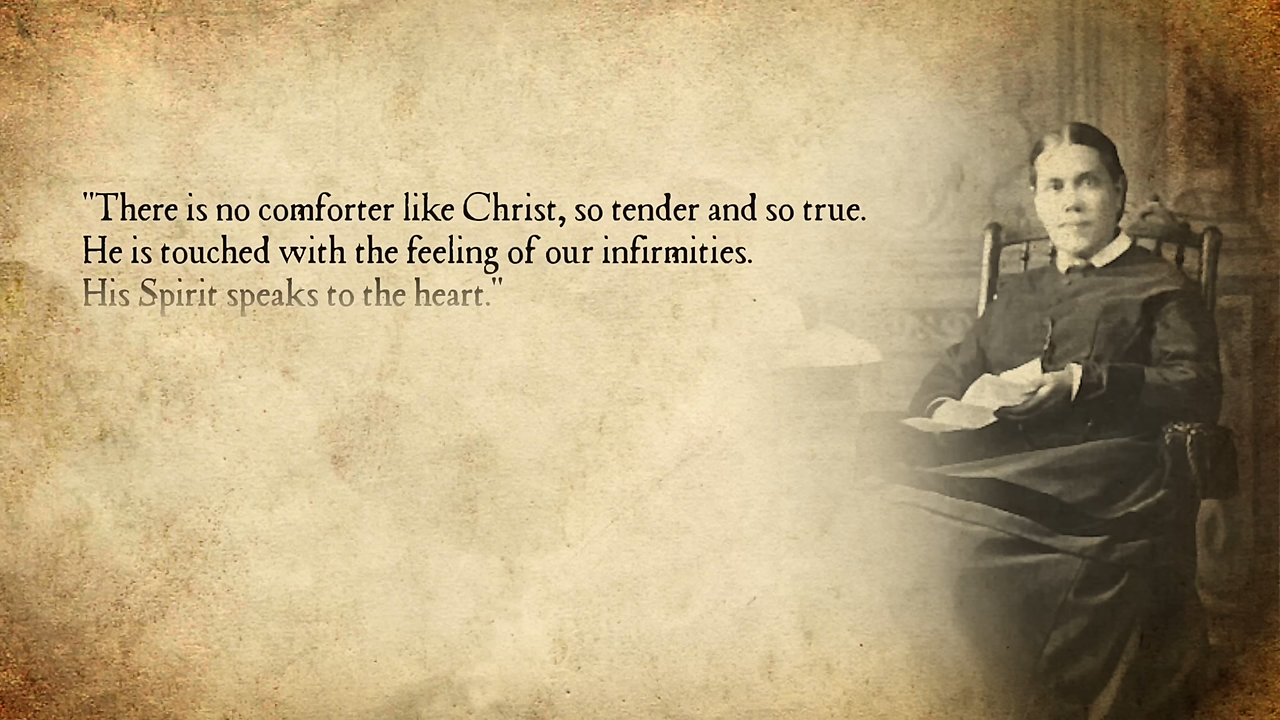 "There is no comforter like Christ, so tender and so true.
He is touched with the feeling of our infirmities.
His Spirit speaks to the heart."